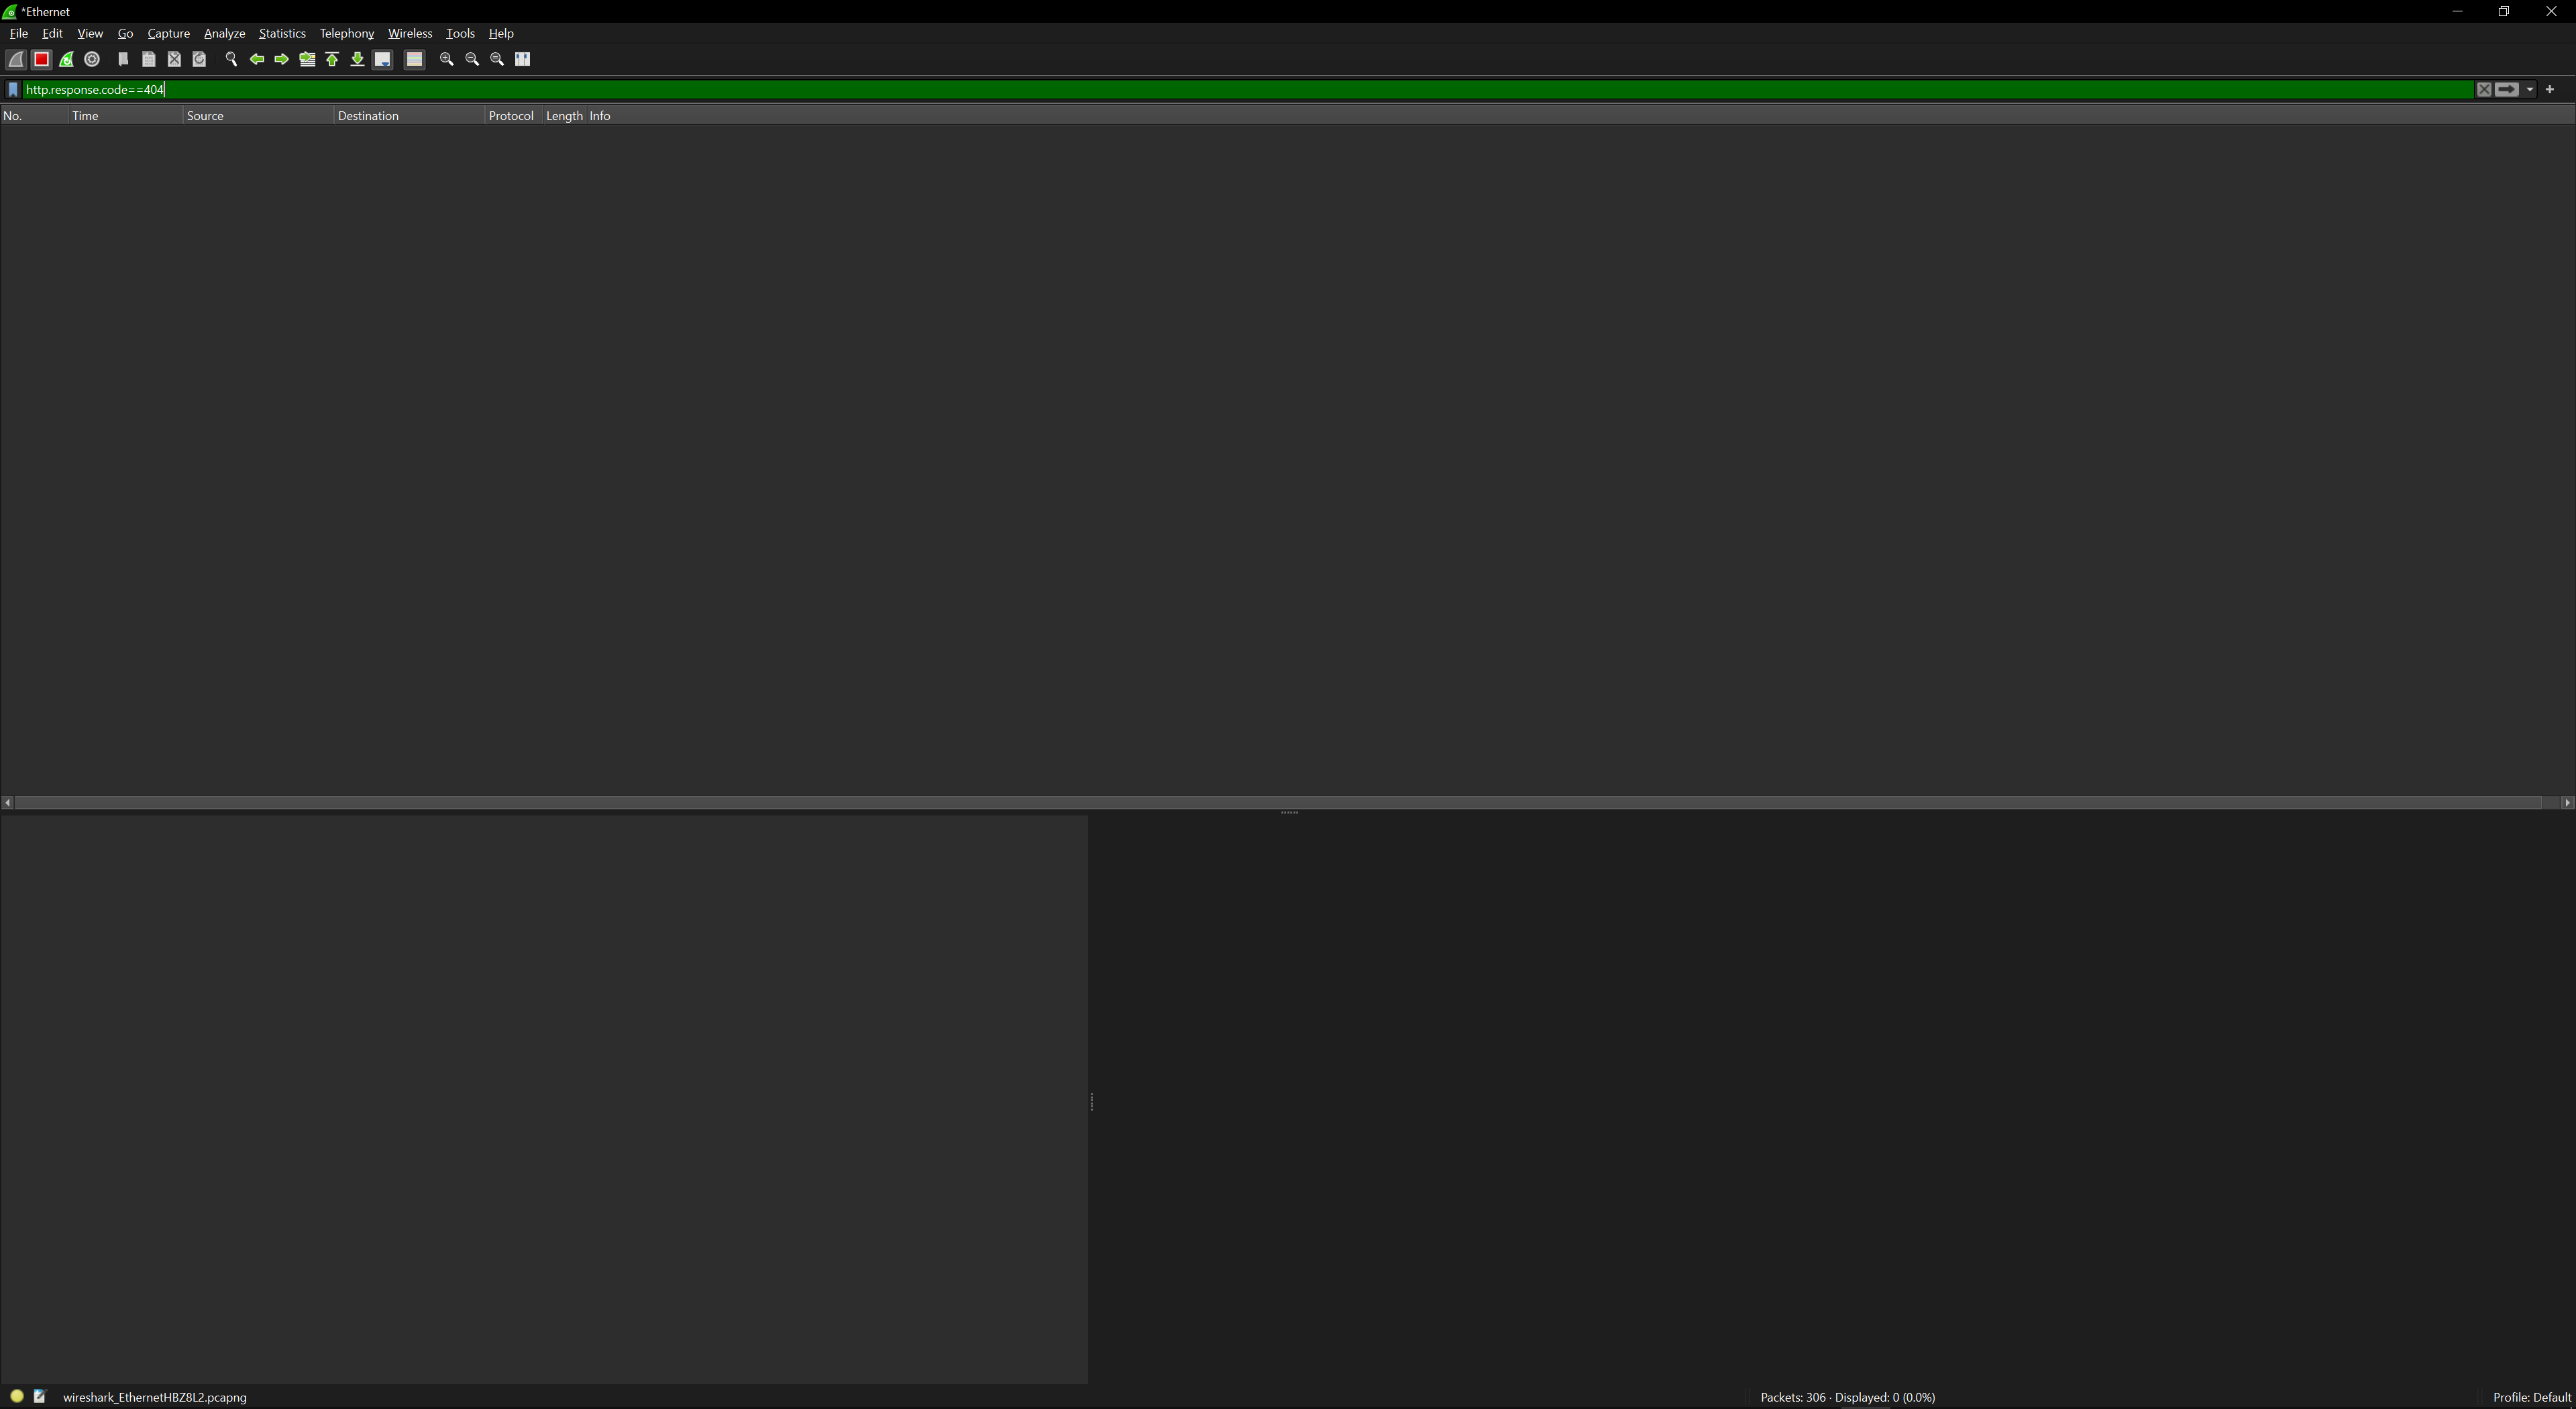 *Ethernet
File Edit View Go Capture Analyze Statistics Telephony Wireless Tools Help
http.response.code==404
No. Time Source Destination Protocol Length Info
wireshark_EthernetHBZ8L2.pcapng Packets: 306 · Displayed: 0 (0.0%) Profile: Default